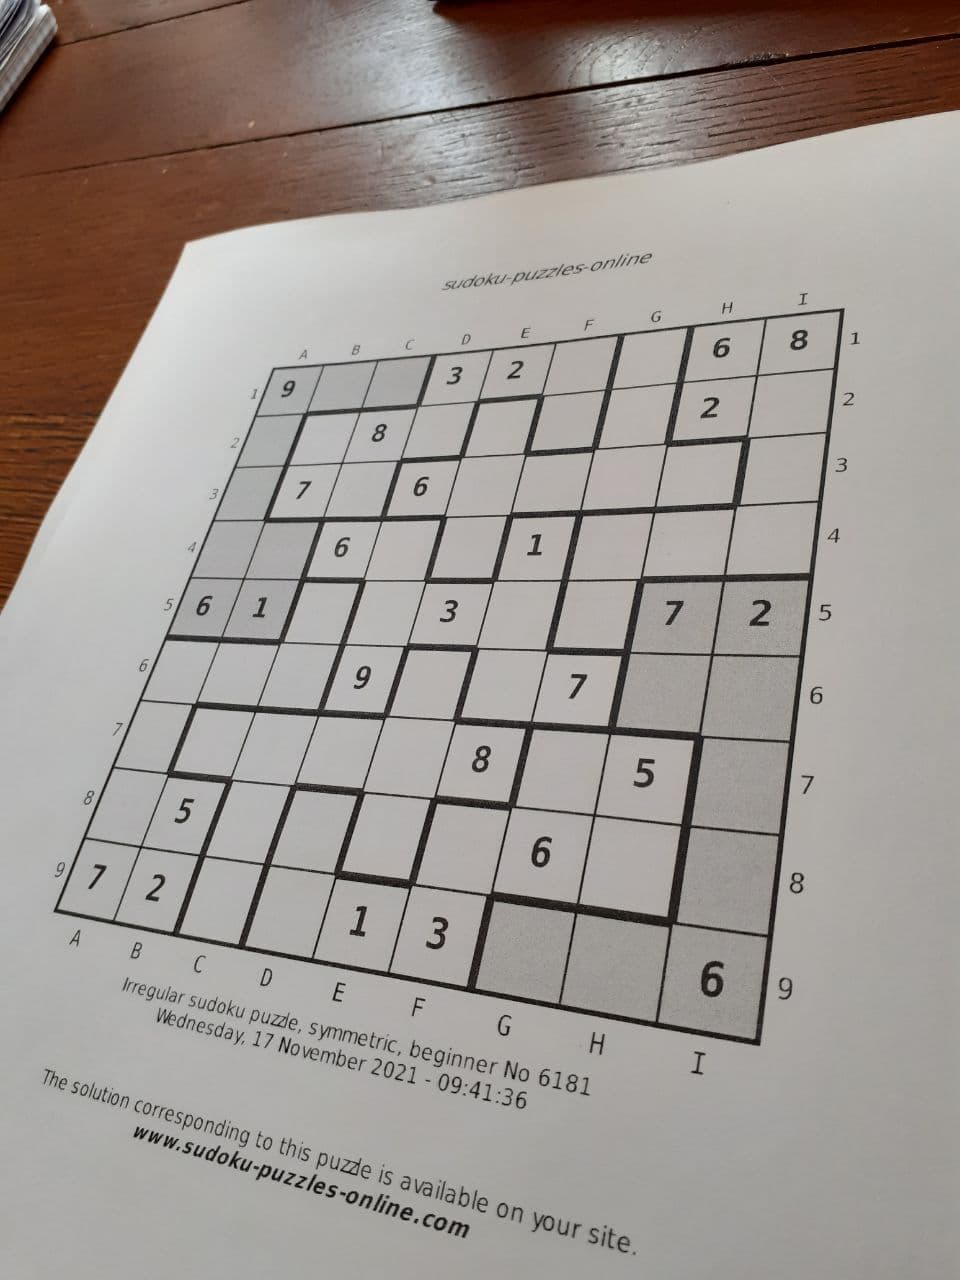 sudoku-puzzles-online
A B C D E F G H I
1 9 3 2 6 8 1
2 8 2 2
3 7 6 3
4 6 1 4
5 6 1 3 7 2 5
6 9 7 6
7 8 5 7
8 5 6 8
9 7 2 1 3 6 9
A B C D E F G H I
Irregular sudoku puzzle, symmetric, beginner No 6181
Wednesday, 17 November 2021 - 09:41:36
The solution corresponding to this puzzle is available on your site.
www.sudoku-puzzles-online.com